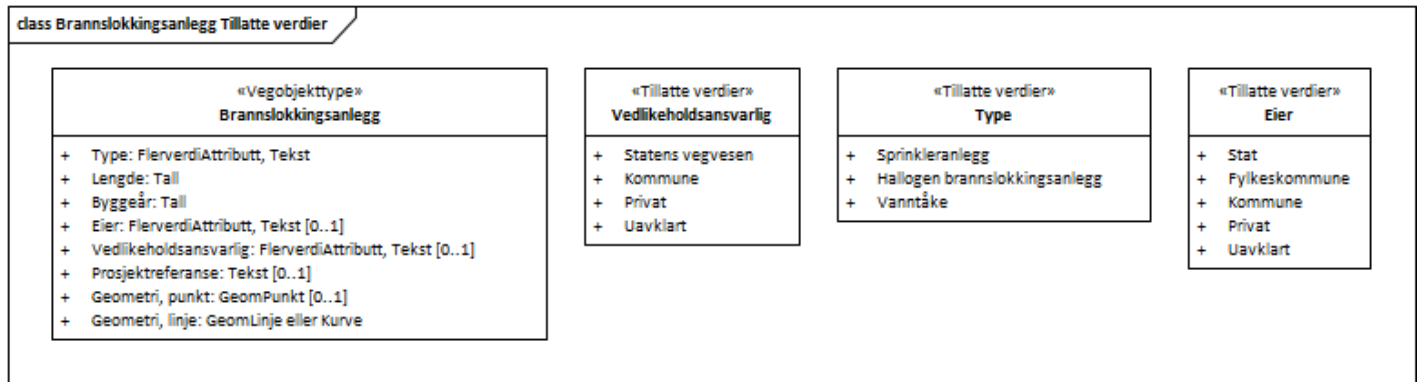 class Brannslokkingsanlegg Tillatte verdier
«Vegobjekttype»
Brannslokkingsanlegg
+ Type: FlerverdiAttributt, Tekst
+ Lengde: Tall
+ Byggeår: Tall
+ Eier: FlerverdiAttributt, Tekst [0..1]
+ Vedlikeholdsansvarlig: FlerverdiAttributt, Tekst [0..1]
+ Prosjektreferanse: Tekst [0..1]
+ Geometri, punkt: GeomPunkt [0..1]
+ Geometri, linje: GeomLinje eller Kurve
«Tillatte verdier»
Vedlikeholdsansvarlig
+ Statens vegvesen
+ Kommune
+ Privat
+ Uavklart
«Tillatte verdier»
Type
+ Sprinkleranlegg
+ Hallogen brannslokkingsanlegg
+ Vanntåke
«Tillatte verdier»
Eier
+ Stat
+ Fylkeskommune
+ Kommune
+ Privat
+ Uavklart